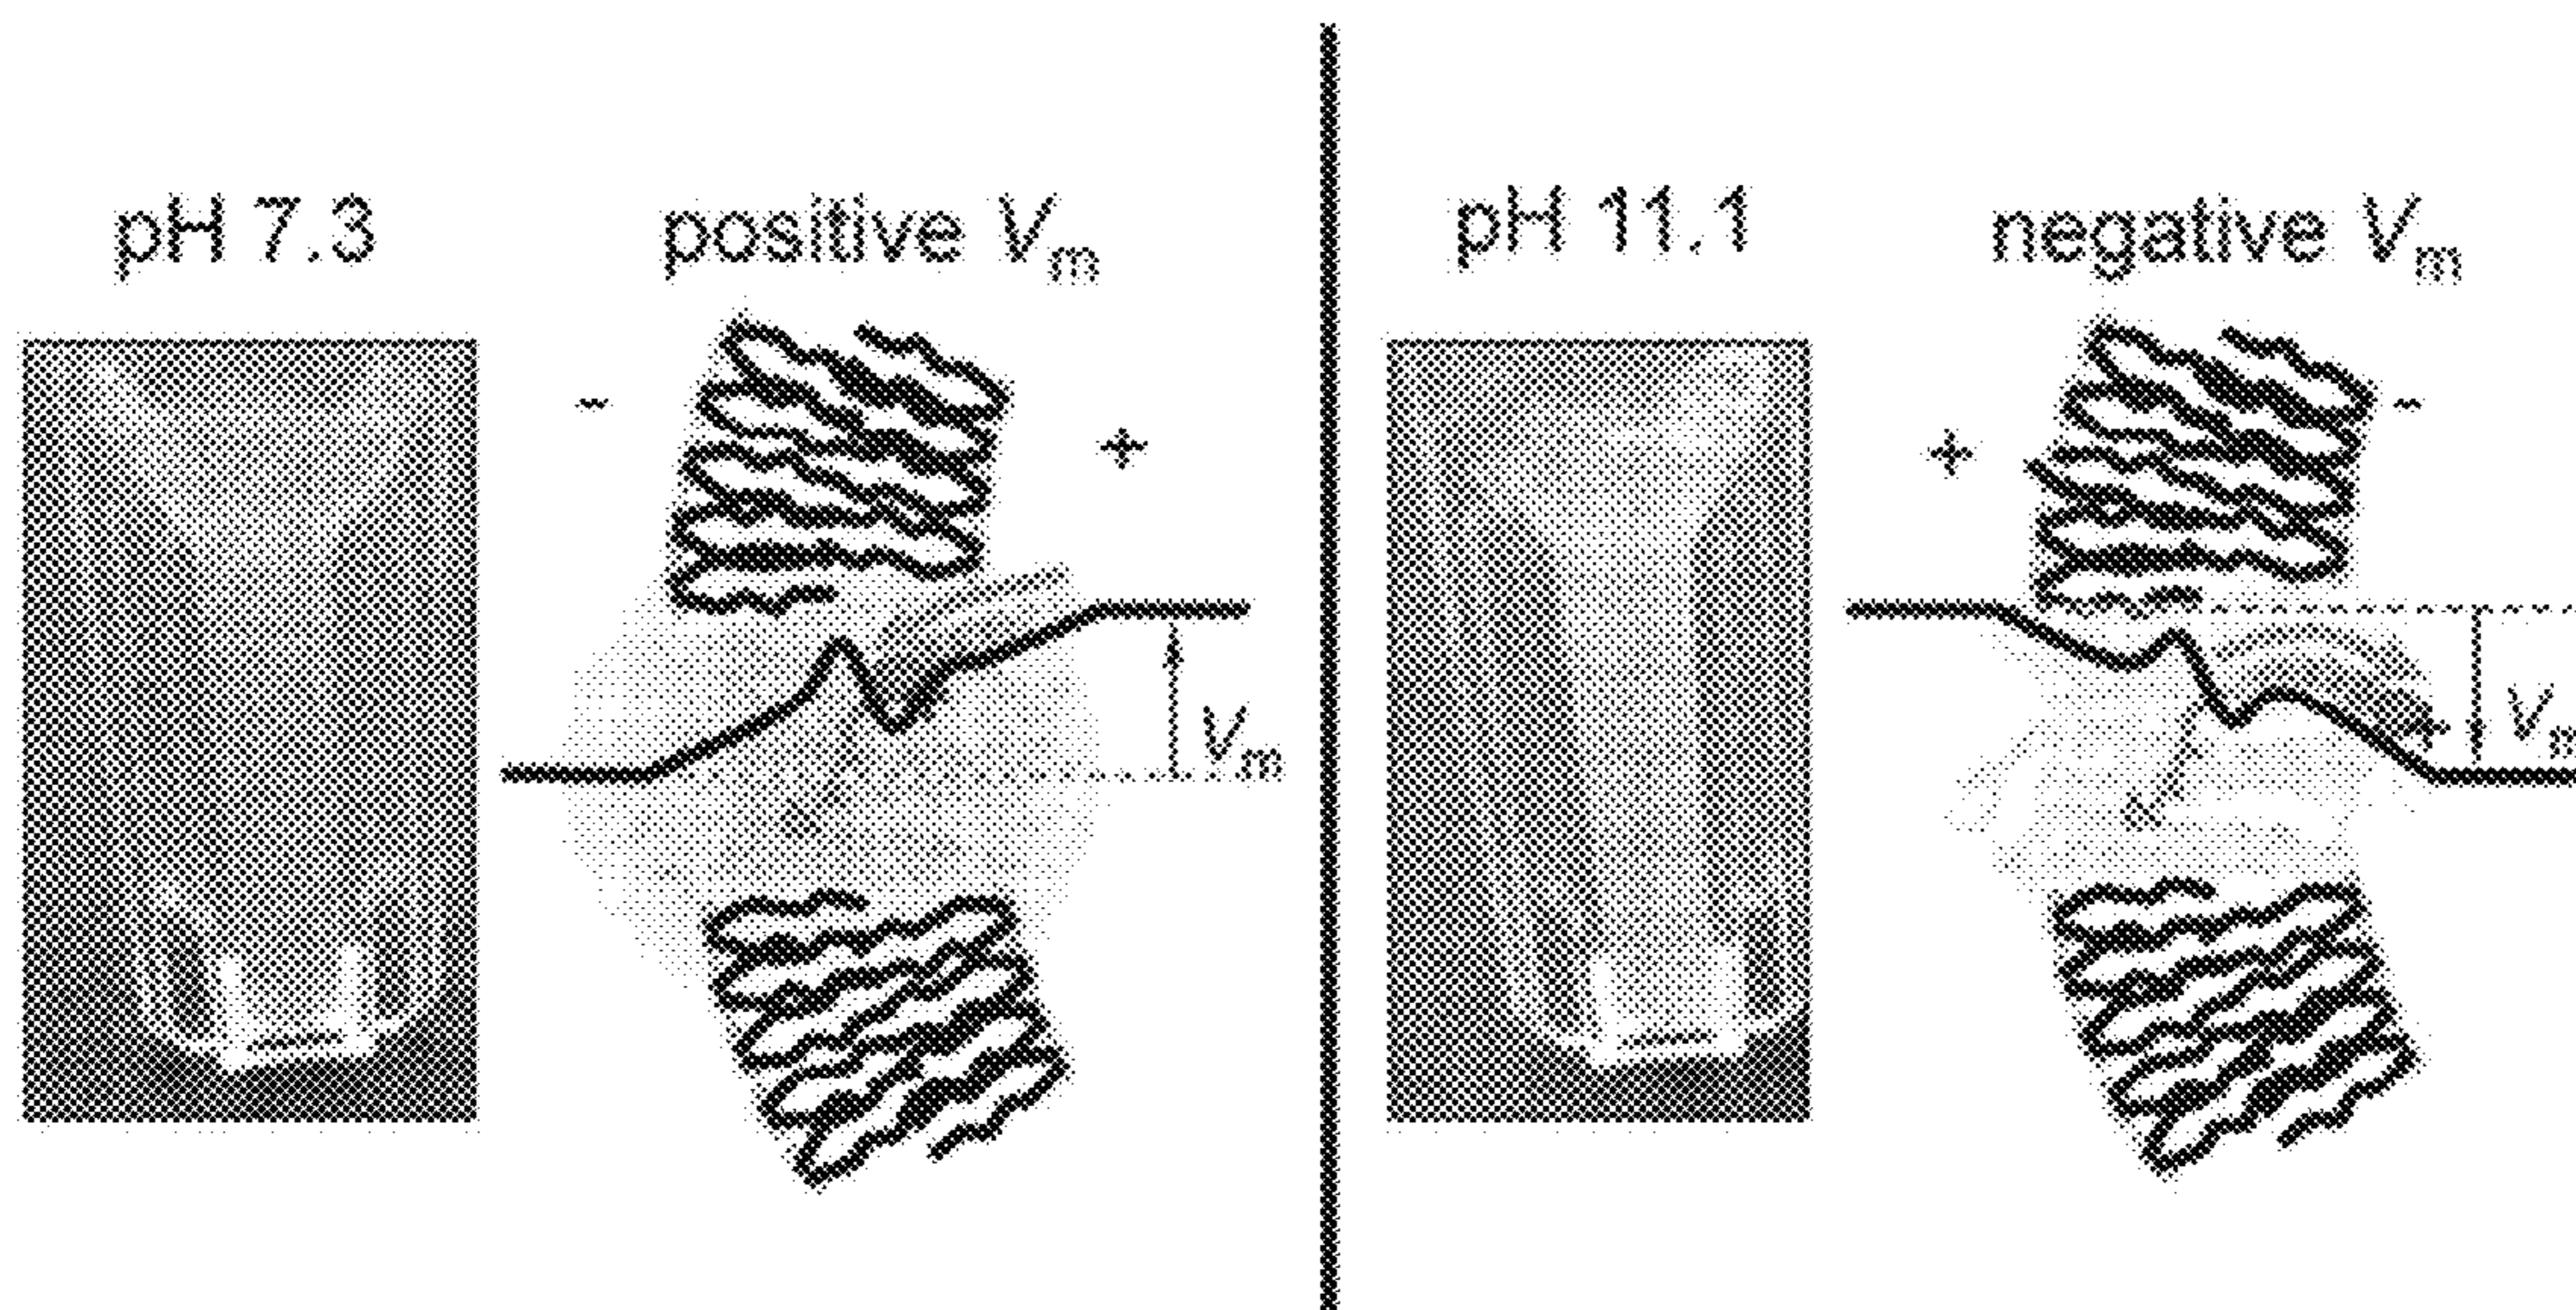 pH 7.3
positive Vm
-
+
Vm
pH 11.1
negative Vm
+
-
Vm